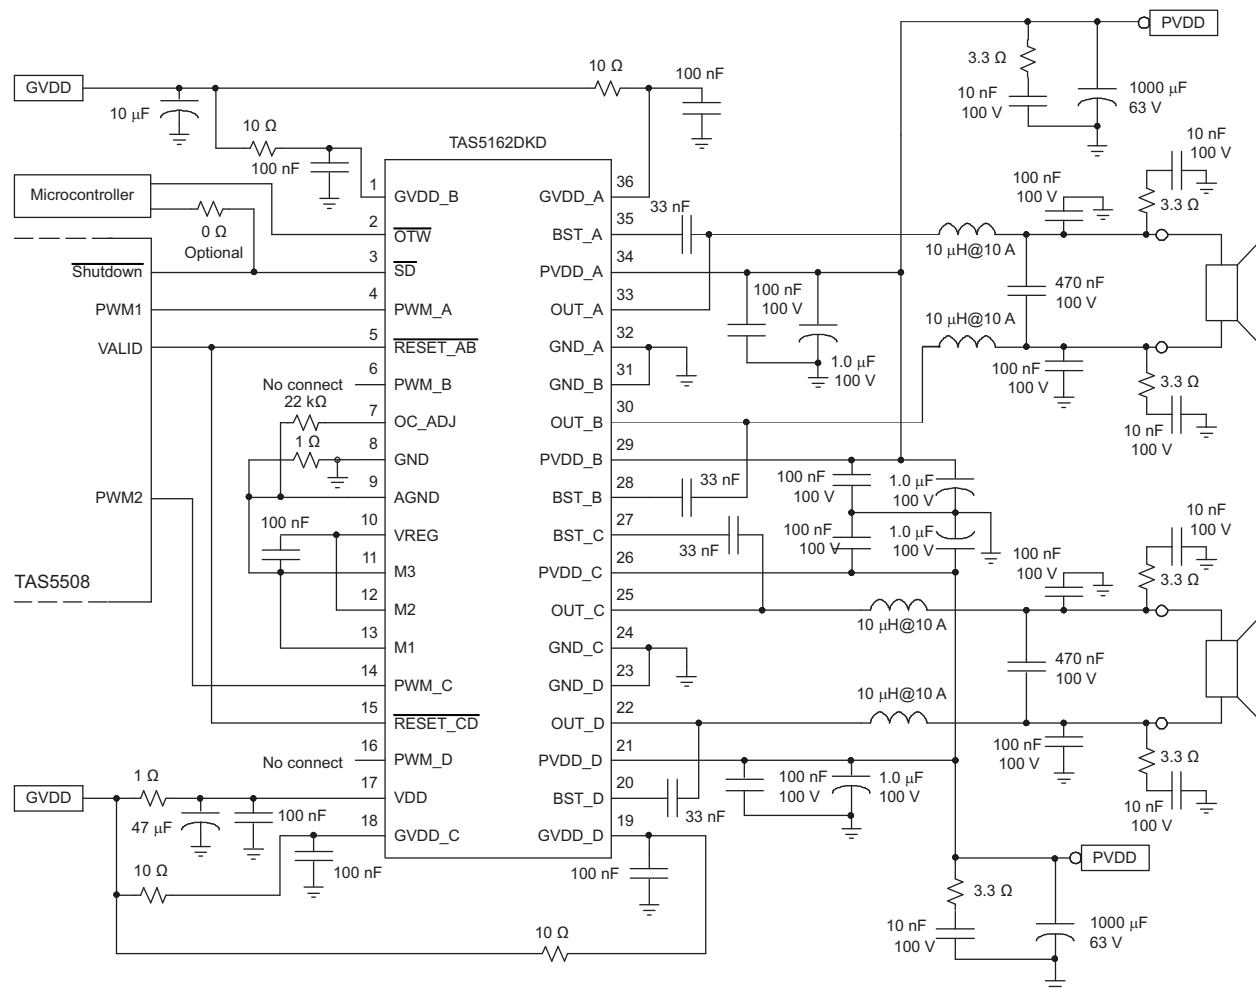 PVDD
3.3 Ω
10 nF
100 V
1000 µF
63 V
GVDD
10 µF
10 Ω
100 nF
10 Ω
100 nF
TAS5162DKD
10 nF
100 V
3.3 Ω
100 nF
100 V
Microcontroller
0 Ω
Optional
Shutdown
PWM1
VALID
PWM2
TAS5508
No connect
22 kΩ
1 Ω
100 nF
No connect
1 GVDD_B
2 OTW
3 SD
4 PWM_A
5 RESET_AB
6 PWM_B
7 OC_ADJ
8 GND
9 AGND
10 VREG
11 M3
12 M2
13 M1
14 PWM_C
15 RESET_CD
16 PWM_D
17 VDD
18 GVDD_C
GVDD_A 36
BST_A 35
PVDD_A 34
OUT_A 33
GND_A 32
GND_B 31
OUT_B 30
PVDD_B 29
BST_B 28
BST_C 27
PVDD_C 26
OUT_C 25
GND_C 24
GND_D 23
OUT_D 22
PVDD_D 21
BST_D 20
GVDD_D 19
33 nF
10 µH@10 A
100 nF
100 V
1.0 µF
100 V
470 nF
100 V
10 µH@10 A
100 nF
100 V
3.3 Ω
10 nF
100 V
33 nF
100 nF
100 V
1.0 µF
100 V
33 nF
100 nF
100 V
1.0 µF
100 V
10 nF
100 V
100 nF
100 V
3.3 Ω
10 µH@10 A
470 nF
100 V
10 µH@10 A
100 nF
100 V
3.3 Ω
10 nF
100 V
33 nF
100 nF
100 V
1.0 µF
100 V
GVDD
1 Ω
47 µF
100 nF
10 Ω
100 nF
100 nF
10 Ω
PVDD
3.3 Ω
10 nF
100 V
1000 µF
63 V